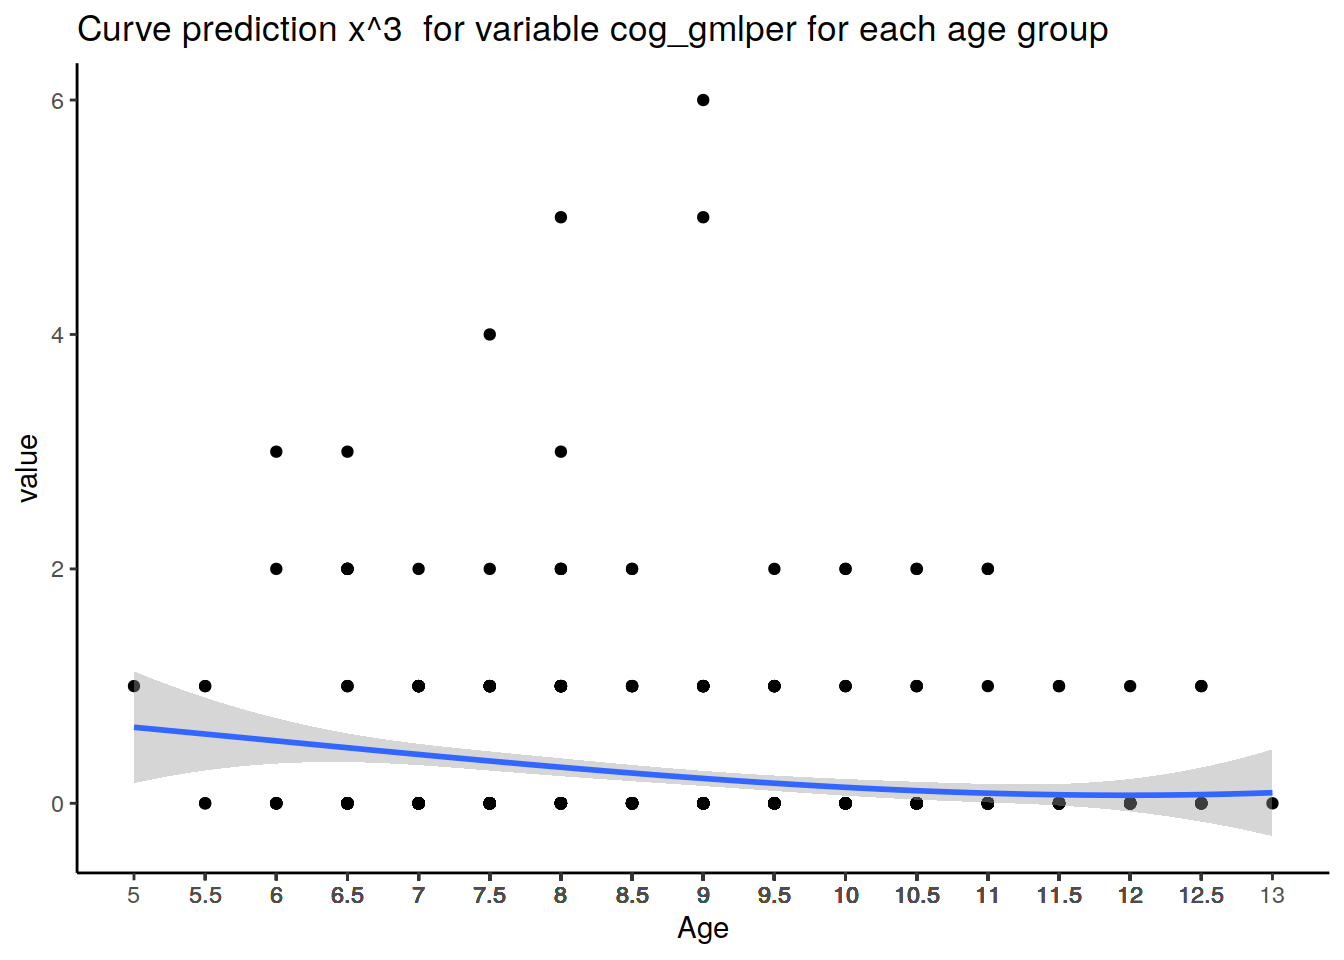 Curve prediction x^3  for variable cog_gmlper for each age group
6
4
2
0
value
5 5.5 6 6.5 7 7.5 8 8.5 9 9.5 10 10.5 11 11.5 12 12.5 13
Age